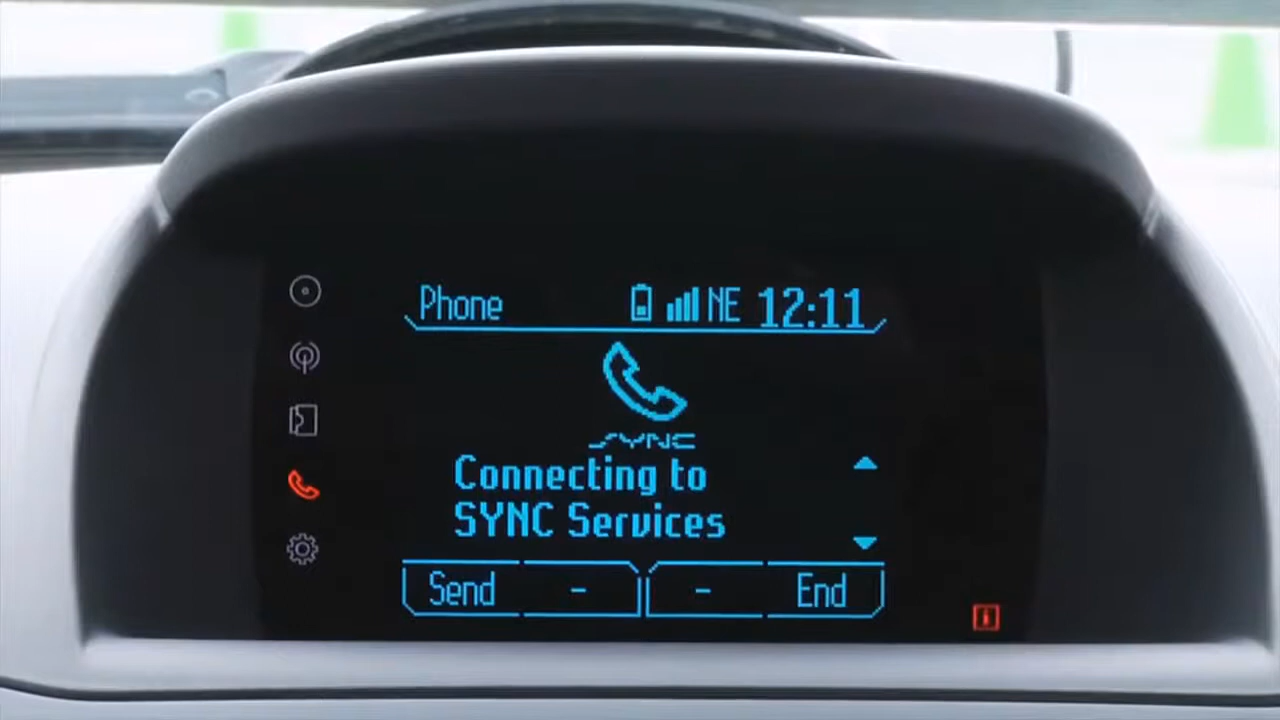 Phone NE 12:11
SYNC
Connecting to
SYNC Services
Send - - End